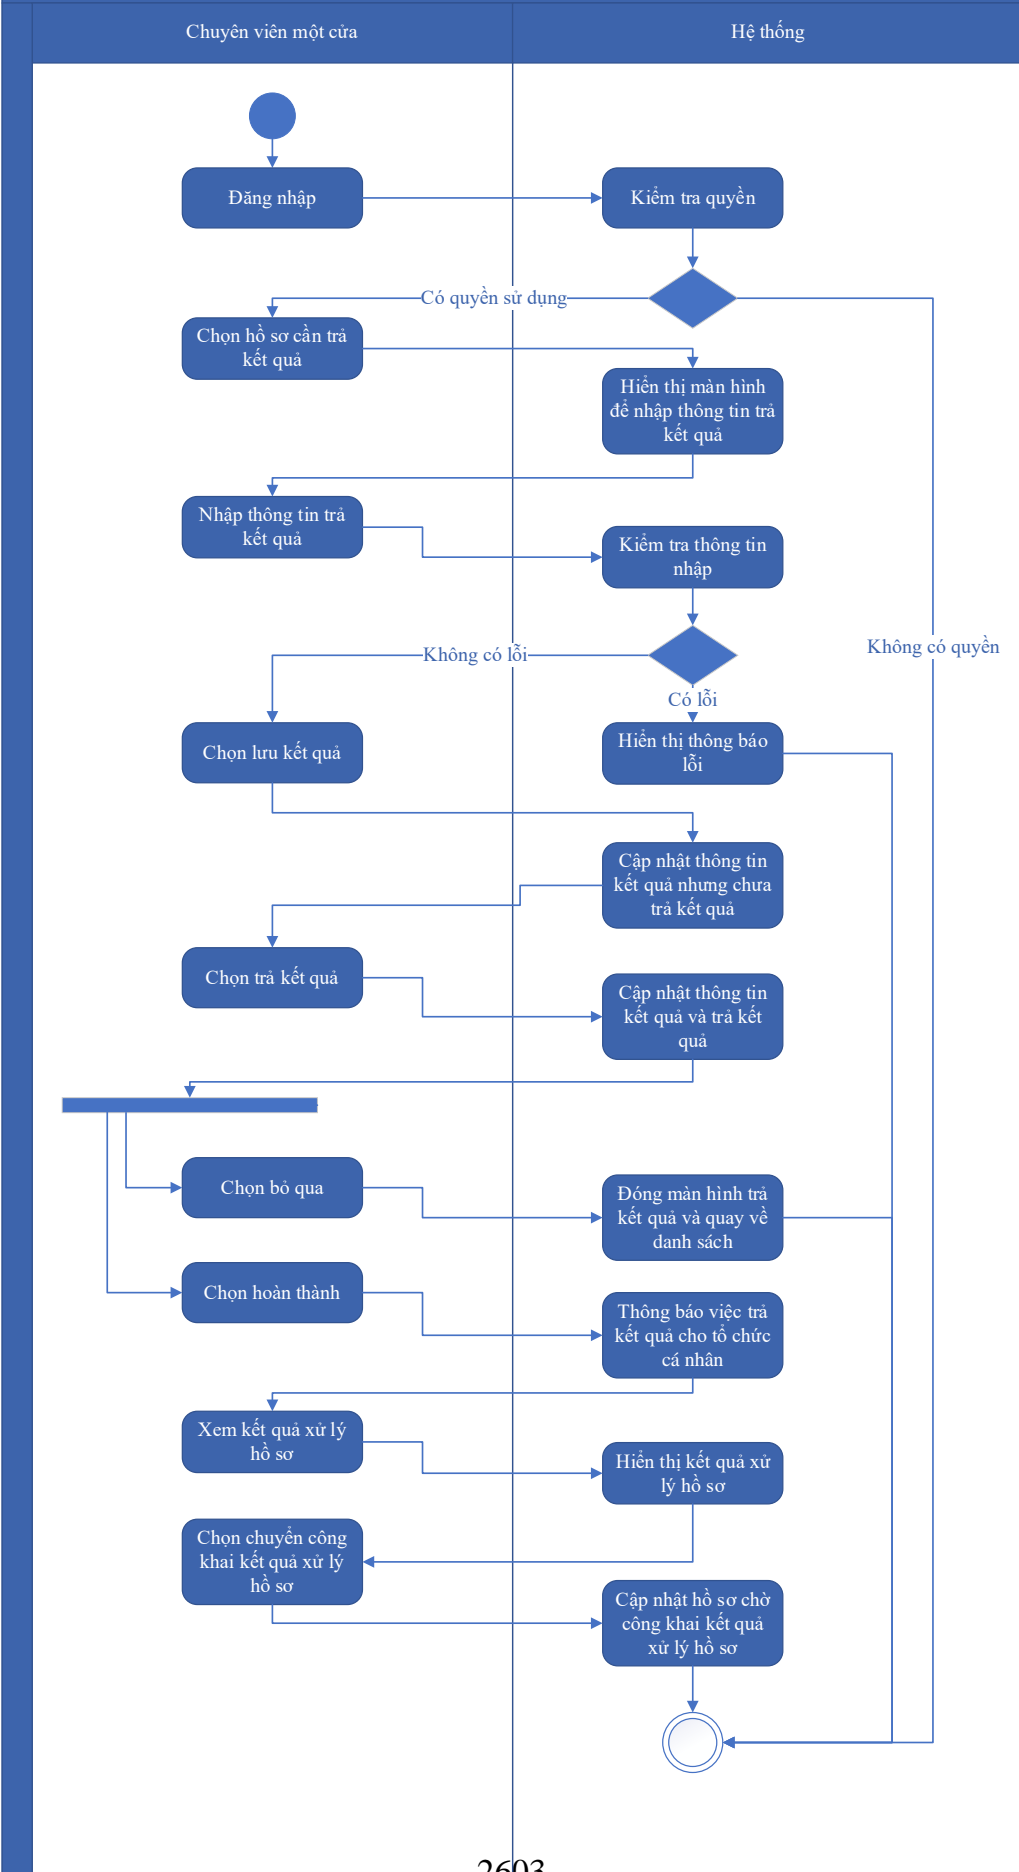 Chuyên viên một cửa
Hệ thống
Đăng nhập
Kiểm tra quyền
Có quyền sử dụng
Chọn hồ sơ cần trả
kết quả
Hiển thị màn hình
để nhập thông tin trả
kết quả
Nhập thông tin trả
kết quả
Kiểm tra thông tin
nhập
Không có quyền
Không có lỗi
Có lỗi
Chọn lưu kết quả
Hiển thị thông báo
lỗi
Cập nhật thông tin
kết quả nhưng chưa
trả kết quả
Chọn trả kết quả
Cập nhật thông tin
kết quả và trả kết
quả
Chọn bỏ qua
Đóng màn hình trả
kết quả và quay về
danh sách
Chọn hoàn thành
Thông báo việc trả
kết quả cho tổ chức
cá nhân
Xem kết quả xử lý
hồ sơ
Hiển thị kết quả xử
lý hồ sơ
Chọn chuyển công
khai kết quả xử lý
hồ sơ
Cập nhật hồ sơ chờ
công khai kết quả
xử lý hồ sơ
2603